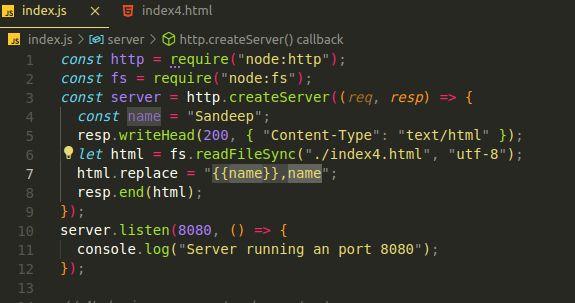 JS index.js × index4.html
JS index.js > server > http.createServer() callback
1 const http = require("node:http");
2 const fs = require("node:fs");
3 const server = http.createServer((req, resp) => {
4 const name = "Sandeep";
5 resp.writeHead(200, { "Content-Type": "text/html" });
6 let html = fs.readFileSync("./index4.html", "utf-8");
7 html.replace = "{{name}},name";
8 resp.end(html);
9 });
10 server.listen(8080, () => {
11 console.log("Server running an port 8080");
12 });
13